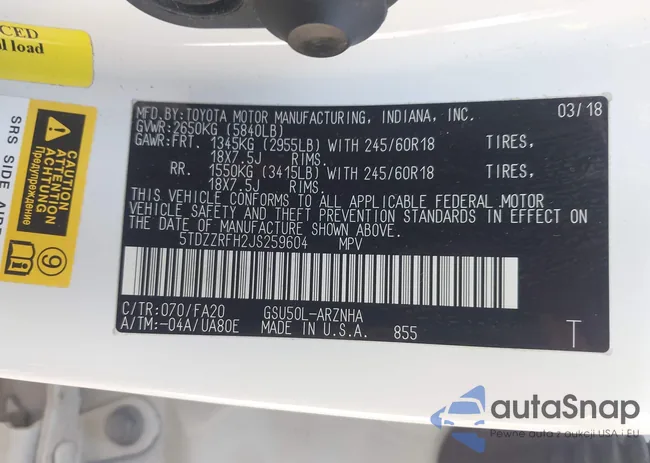 CED
al load
SRS SIDE AIRB
CAUTION
ATTENTION
ACHTUNG
Предупреждение
9
MFD.BY:TOYOTA MOTOR MANUFACTURING, INDIANA, INC. 03/18
GVWR:2650KG (5840LB)
GAWR:FRT. 1345KG (2955LB) WITH 245/60R18 TIRES,
18X7.5J RIMS.
RR. 1550KG (3415LB) WITH 245/60R18 TIRES,
18X7.5J RIMS.
THIS VEHICLE CONFORMS TO ALL APPLICABLE FEDERAL MOTOR
VEHICLE SAFETY AND THEFT PREVENTION STANDARDS IN EFFECT ON
THE DATE OF MANUFACTURE SHOWN ABOVE.
5TDZZRFH2JS259604 MPV
C/TR:070/FA20 GSU50L-ARZNHA
A/TM:-04A/UA80E MADE IN U.S.A. 855 T
autoSnap
Pewne auta z aukcji USA i EU